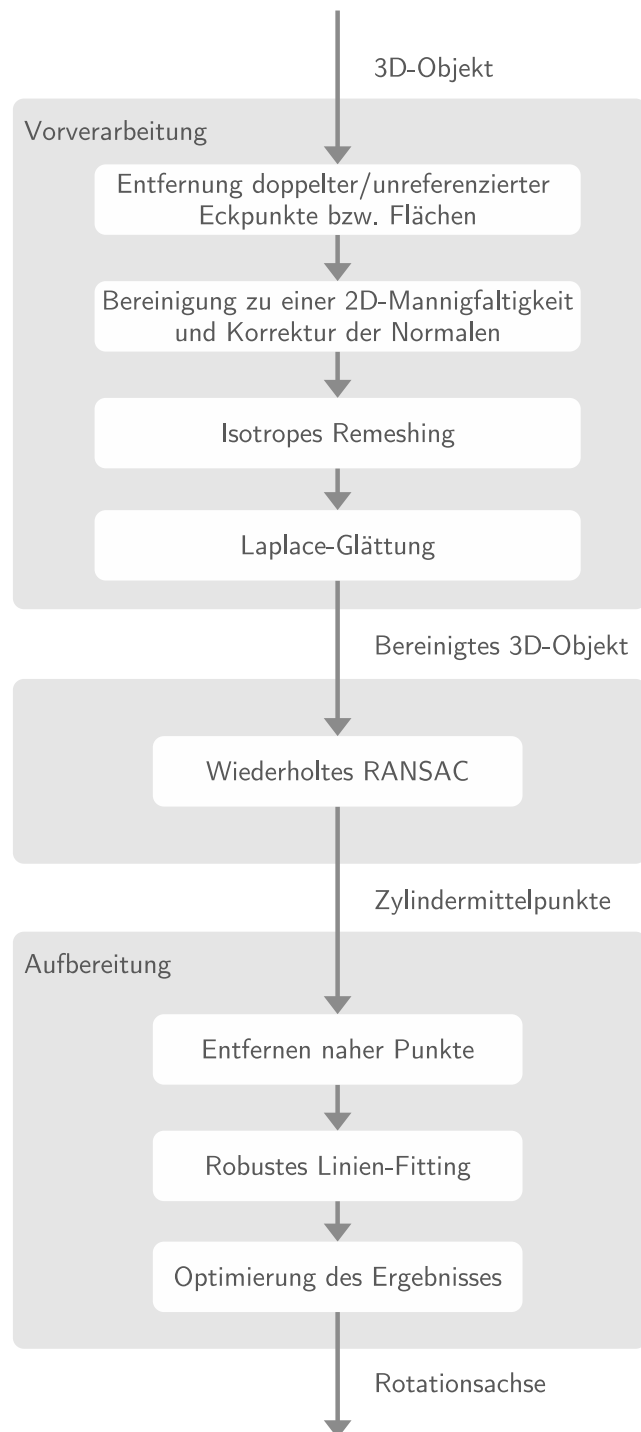 3D-Objekt
Vorverarbeitung
Entfernung doppelter/unreferenzierter
Eckpunkte bzw. Flächen
Bereinigung zu einer 2D-Mannigfaltigkeit
und Korrektur der Normalen
Isotropes Remeshing
Laplace-Glättung
Bereinigtes 3D-Objekt
Wiederholtes RANSAC
Zylindermittelpunkte
Aufbereitung
Entfernen naher Punkte
Robustes Linien-Fitting
Optimierung des Ergebnisses
Rotationsachse